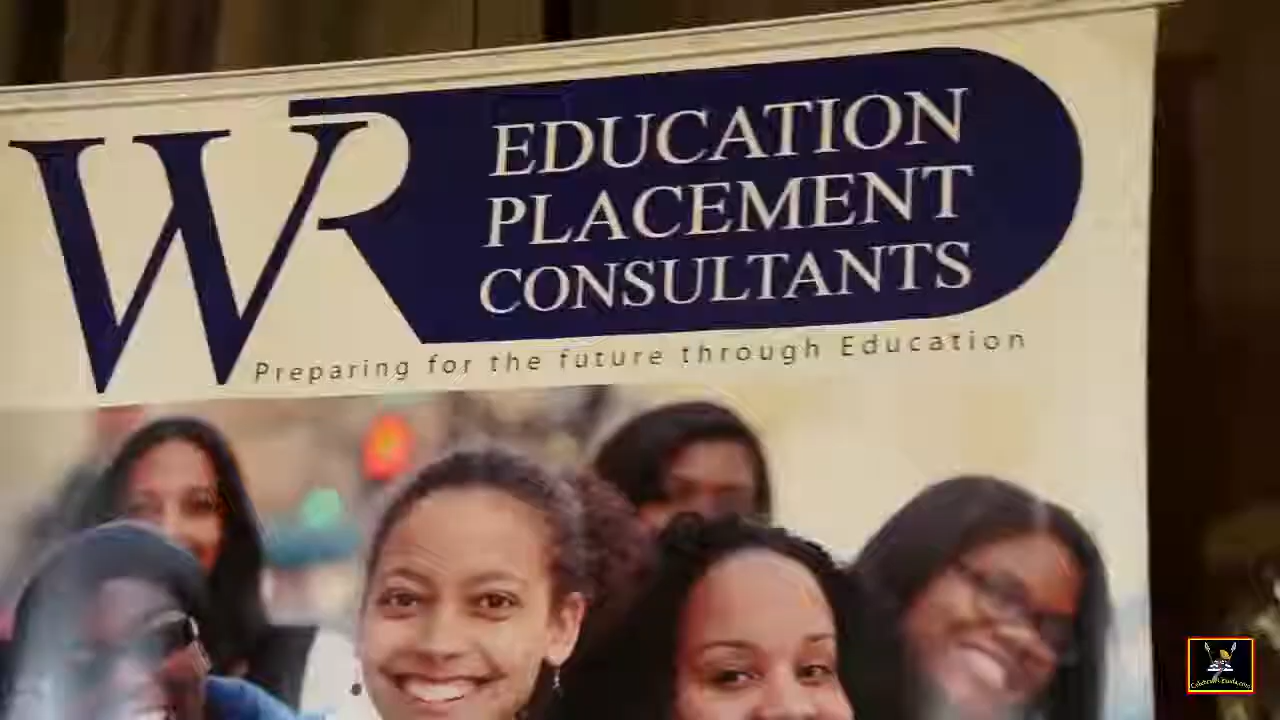 WR
EDUCATION
PLACEMENT
CONSULTANTS
Preparing for the future through Education